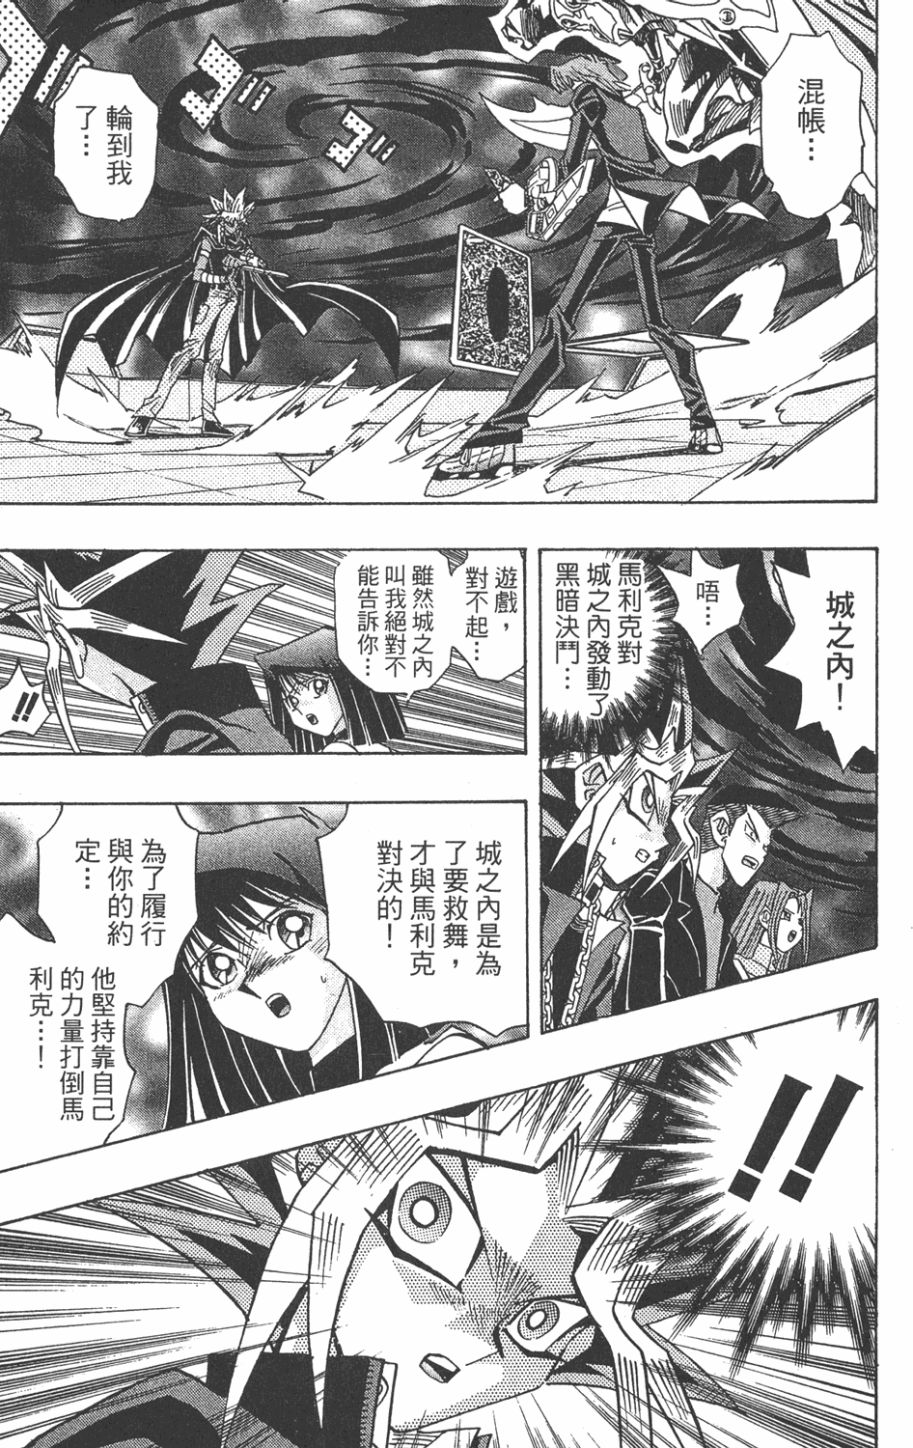 混帳…
輪到我
了…
ゴゴ
ゴゴ
城之內！
唔…
馬利克對
城之內發動了
黑暗決鬥…
遊戲，
對不起…
雖然城之內
叫我絕對不
能告訴你…
!!
城之內是為
了要救舞，
才與馬利克
對決的！
為了履行
與你的約
定…
他堅持靠自己
的力量打倒馬
利克…！
!!